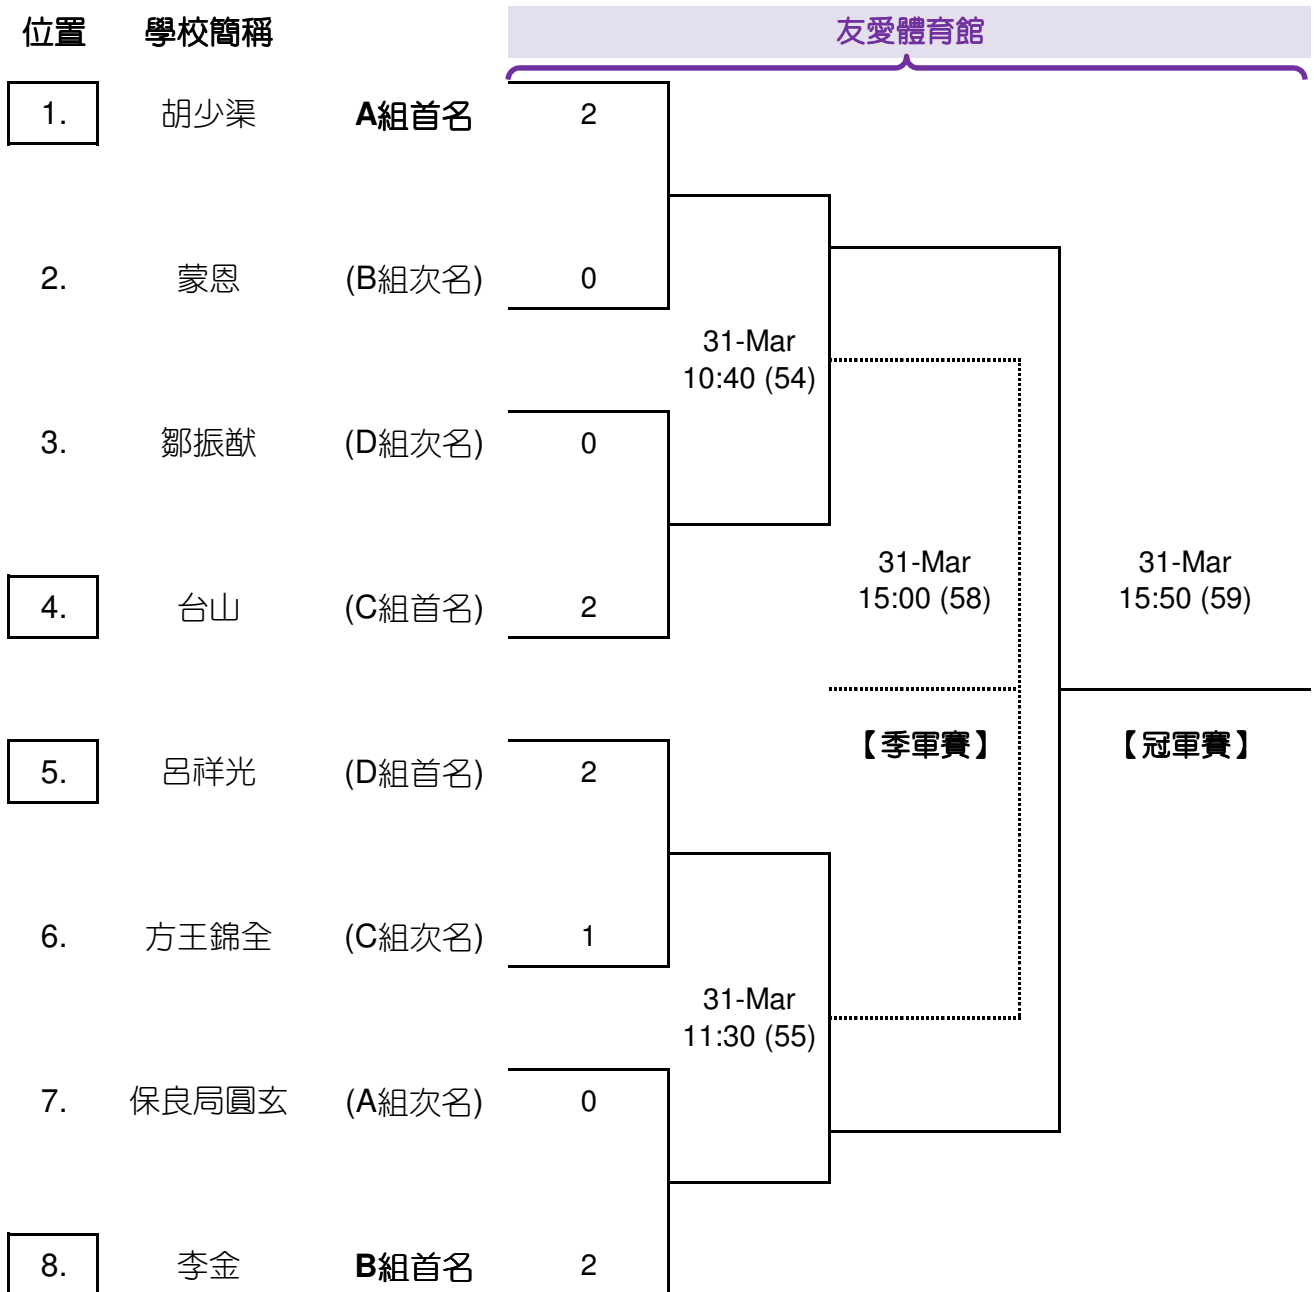 位置 學校簡稱 友愛體育館
1. 胡少渠 A組首名 2
2. 蒙恩 (B組次名) 0
31-Mar
10:40 (54)
3. 鄒振猷 (D組次名) 0
31-Mar 31-Mar
15:00 (58) 15:50 (59)
4. 台山 (C組首名) 2
【季軍賽】 【冠軍賽】
5. 呂祥光 (D組首名) 2
6. 方王錦全 (C組次名) 1
31-Mar
11:30 (55)
7. 保良局圓玄 (A組次名) 0
8. 李金 B組首名 2